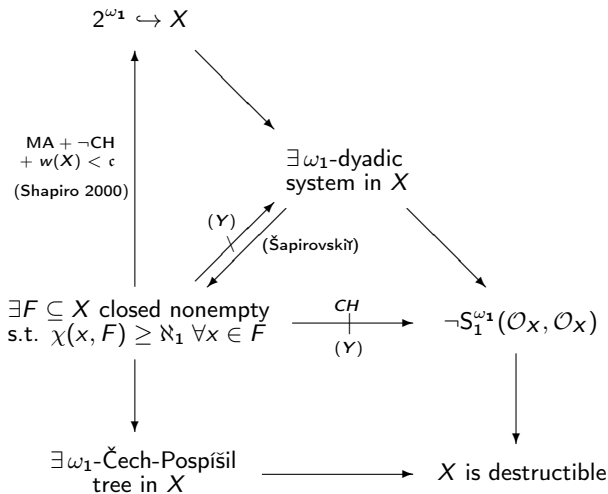 2^{ω₁} ↪ X
MA + ¬CH
+ w(X) < 𝔠
(Shapiro 2000)
∃ ω₁-dyadic
system in X
(Y)
(Šapirovskiĭ)
∃F ⊆ X closed nonempty
s.t. χ(x, F) ≥ ℵ₁ ∀x ∈ F
CH
(Y)
¬S₁^{ω₁}(𝒪_X, 𝒪_X)
∃ ω₁-Čech-Pospíšil
tree in X
X is destructible